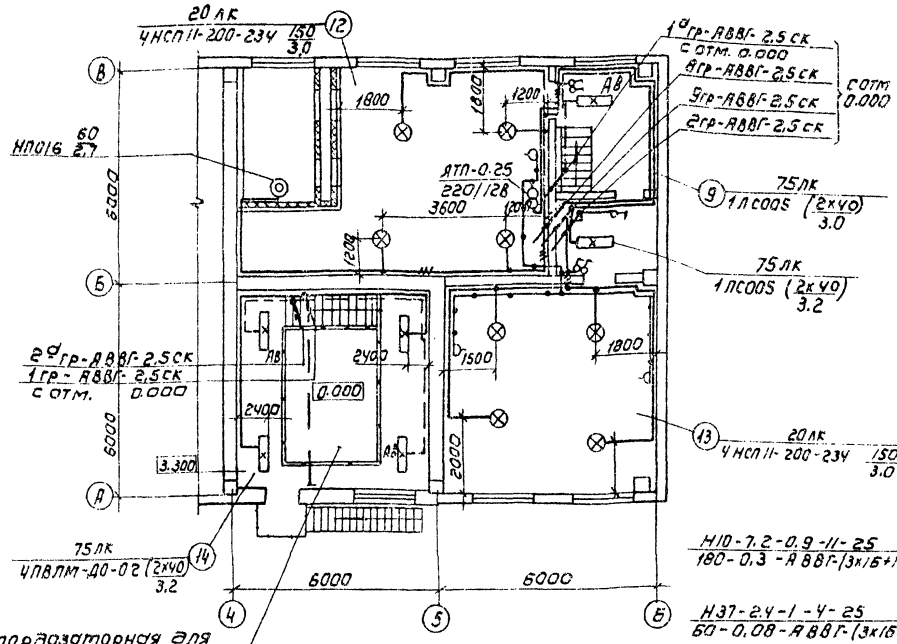 20 ЛК
4НСП11-200-234 150/3,0
12
1ᵃгр-АВВГ-2,5 СК
С ОТМ. 0.000
8гр-АВВГ-2,5 СК
9гр-АВВГ-2,5 СК
2гр-АВВГ-2,5 СК
С ОТМ
0.000
В
АВ
1800
1800
1200
НПО16 60/2,7
ЯТП-0.25
220/12В
3600
120
6000
1200
9
75 ЛК
1ЛСО05 (2х40)/3.0
75 ЛК
1ЛСО05 (2х40)/3.2
Б
2ᵃгр-АВВГ-2,5 СК
1гр-АВВГ-2,5 СК
С ОТМ. 0.000
АВ
2400
0.000
1500
1800
6000
2400
АВ
2000
3.300
13
20 ЛК
4НСП11-200-234 150/3.0
А
75 ЛК
4ПВЛМ-ДО-02 (2х40)/3.2
14
6000
6000
4
5
Б
Н10-7.2-0.9-11-25
180-0.3-АВВГ-(3х16+1
Н37-2.4-1-4-25
60-0.08-АВВГ-(3х16
для